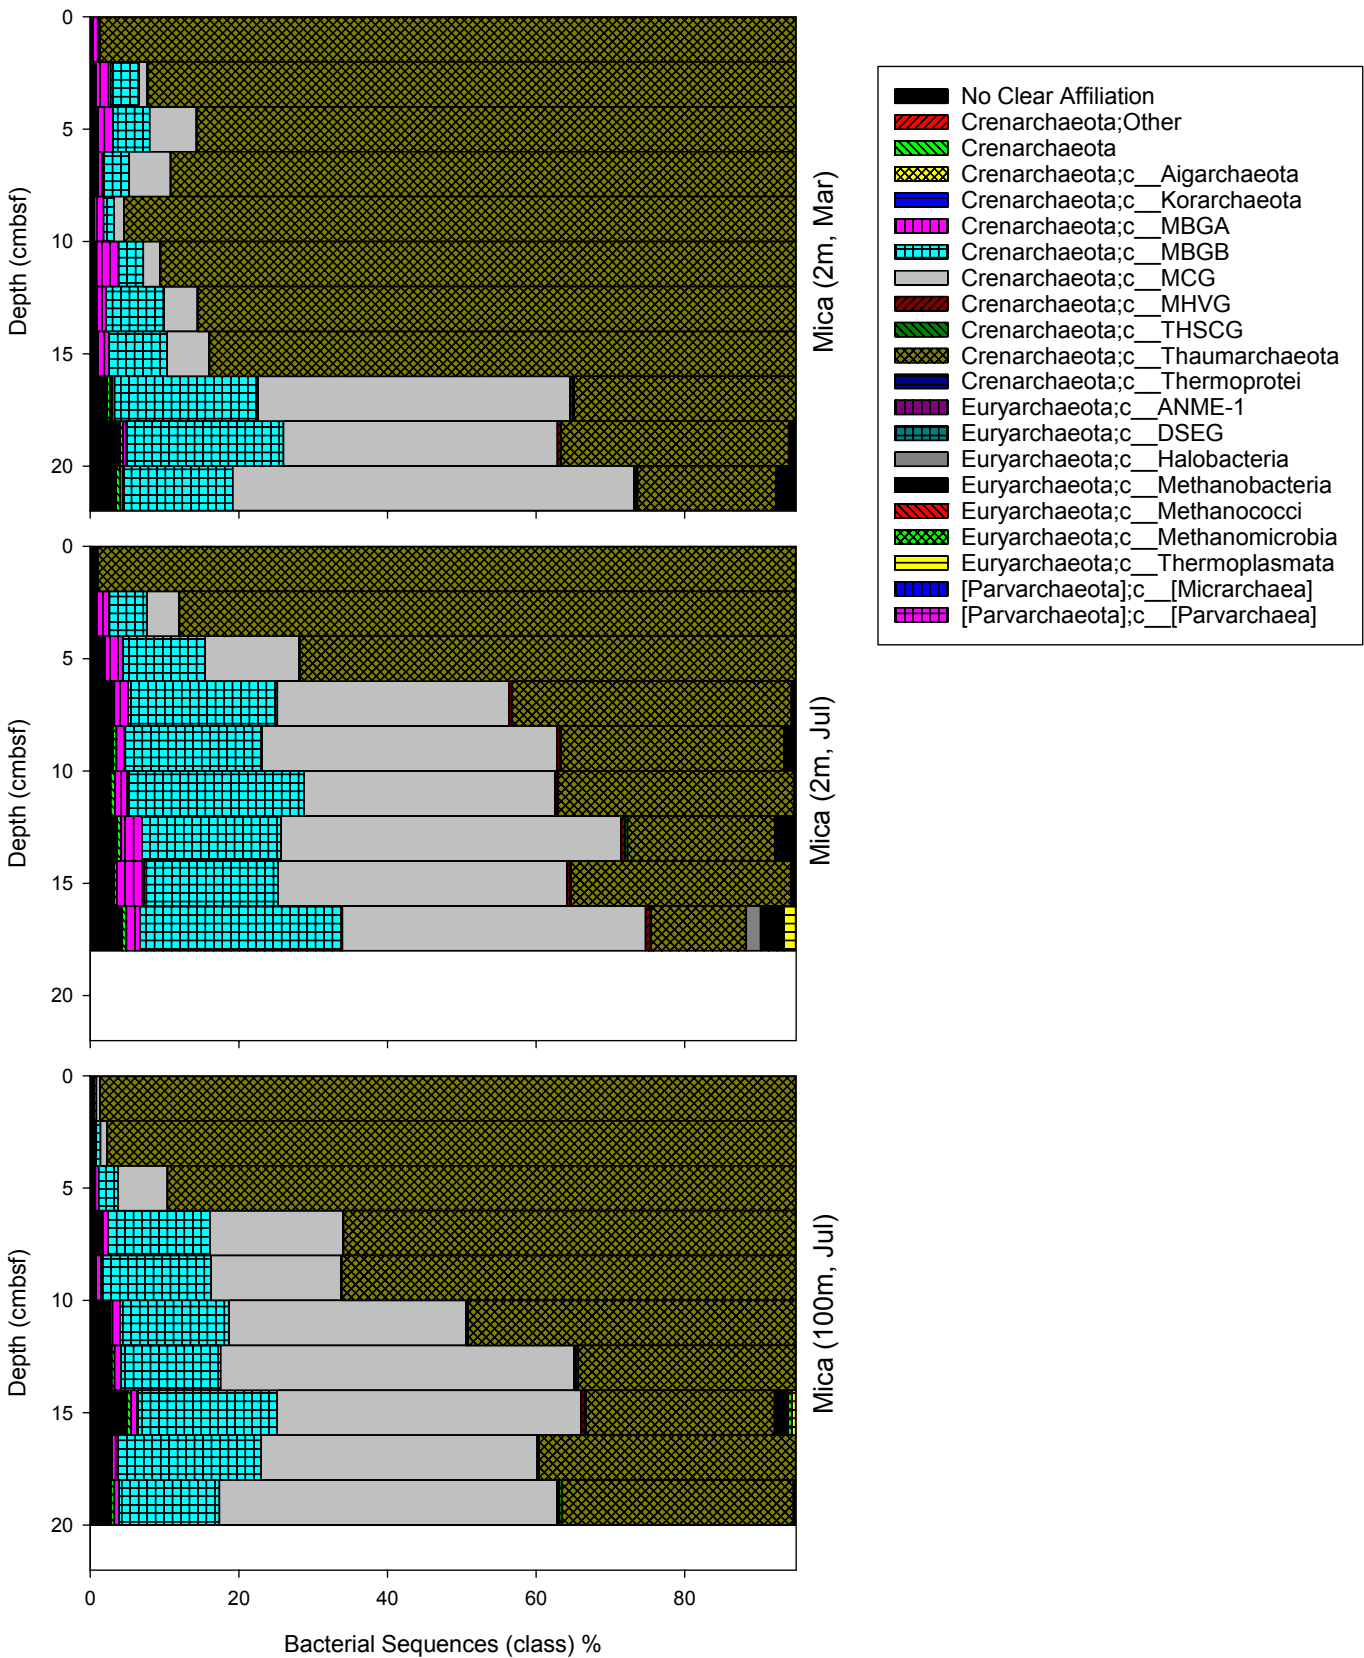 0
5
10
15
20
Depth (cmbsf)
Mica (2m, Mar)
0
5
10
15
20
Depth (cmbsf)
Mica (2m, Jul)
0
5
10
15
20
Depth (cmbsf)
Mica (100m, Jul)
0 20 40 60 80
Bacterial Sequences (class) %
No Clear Affiliation
Crenarchaeota;Other
Crenarchaeota
Crenarchaeota;c__Aigarchaeota
Crenarchaeota;c__Korarchaeota
Crenarchaeota;c__MBGA
Crenarchaeota;c__MBGB
Crenarchaeota;c__MCG
Crenarchaeota;c__MHVG
Crenarchaeota;c__THSCG
Crenarchaeota;c__Thaumarchaeota
Crenarchaeota;c__Thermoprotei
Euryarchaeota;c__ANME-1
Euryarchaeota;c__DSEG
Euryarchaeota;c__Halobacteria
Euryarchaeota;c__Methanobacteria
Euryarchaeota;c__Methanococci
Euryarchaeota;c__Methanomicrobia
Euryarchaeota;c__Thermoplasmata
[Parvarchaeota];c__[Micrarchaea]
[Parvarchaeota];c__[Parvarchaea]